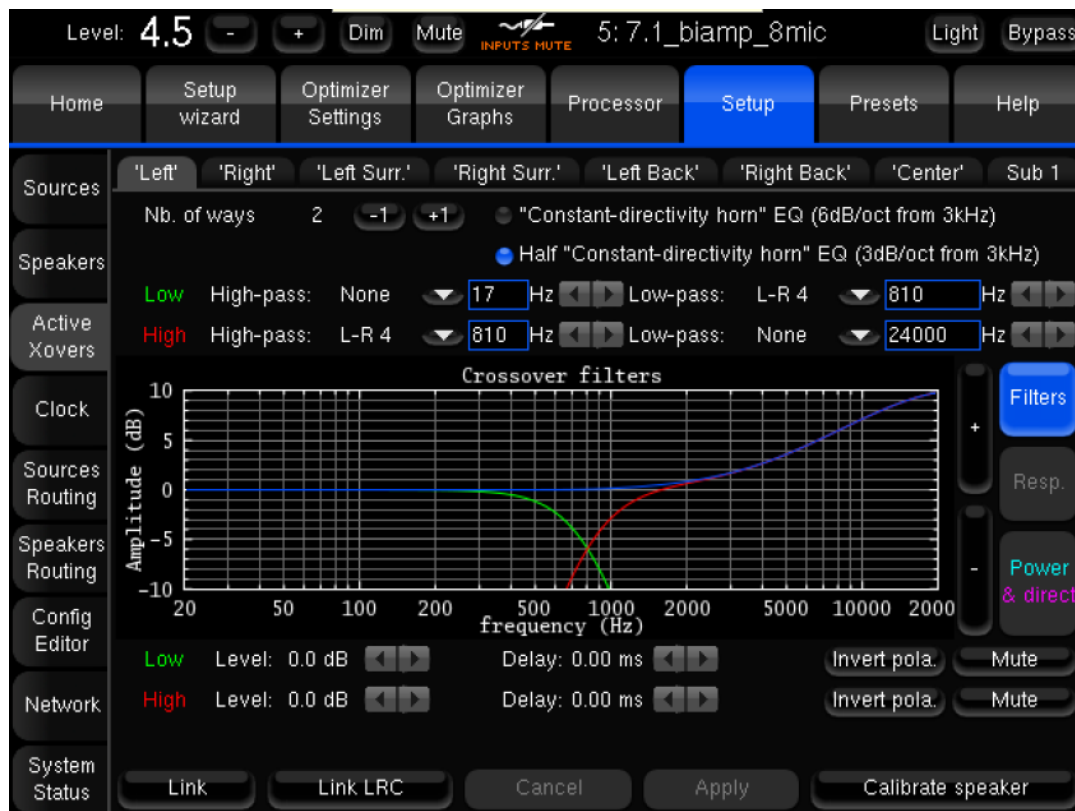 Level: 4.5 - + Dim Mute INPUTS MUTE 5: 7.1_biamp_8mic Light Bypass
Home Setup wizard Optimizer Settings Optimizer Graphs Processor Setup Presets Help
Sources
Speakers
Active Xovers
Clock
Sources Routing
Speakers Routing
Config Editor
Network
System Status
'Left' 'Right' 'Left Surr.' 'Right Surr.' 'Left Back' 'Right Back' 'Center' Sub 1
Nb. of ways 2 -1 +1 "Constant-directivity horn" EQ (6dB/oct from 3kHz)
Half "Constant-directivity horn" EQ (3dB/oct from 3kHz)
Low High-pass: None 17 Hz Low-pass: L-R 4 810 Hz
High High-pass: L-R 4 810 Hz Low-pass: None 24000 Hz
Crossover filters
Amplitude (dB)
10
5
0
-5
-10
20 50 100 200 500 1000 2000 5000 10000 2000
frequency (Hz)
+
-
Filters
Resp.
Power
& direct
Low Level: 0.0 dB Delay: 0.00 ms Invert pola. Mute
High Level: 0.0 dB Delay: 0.00 ms Invert pola. Mute
Link Link LRC Cancel Apply Calibrate speaker